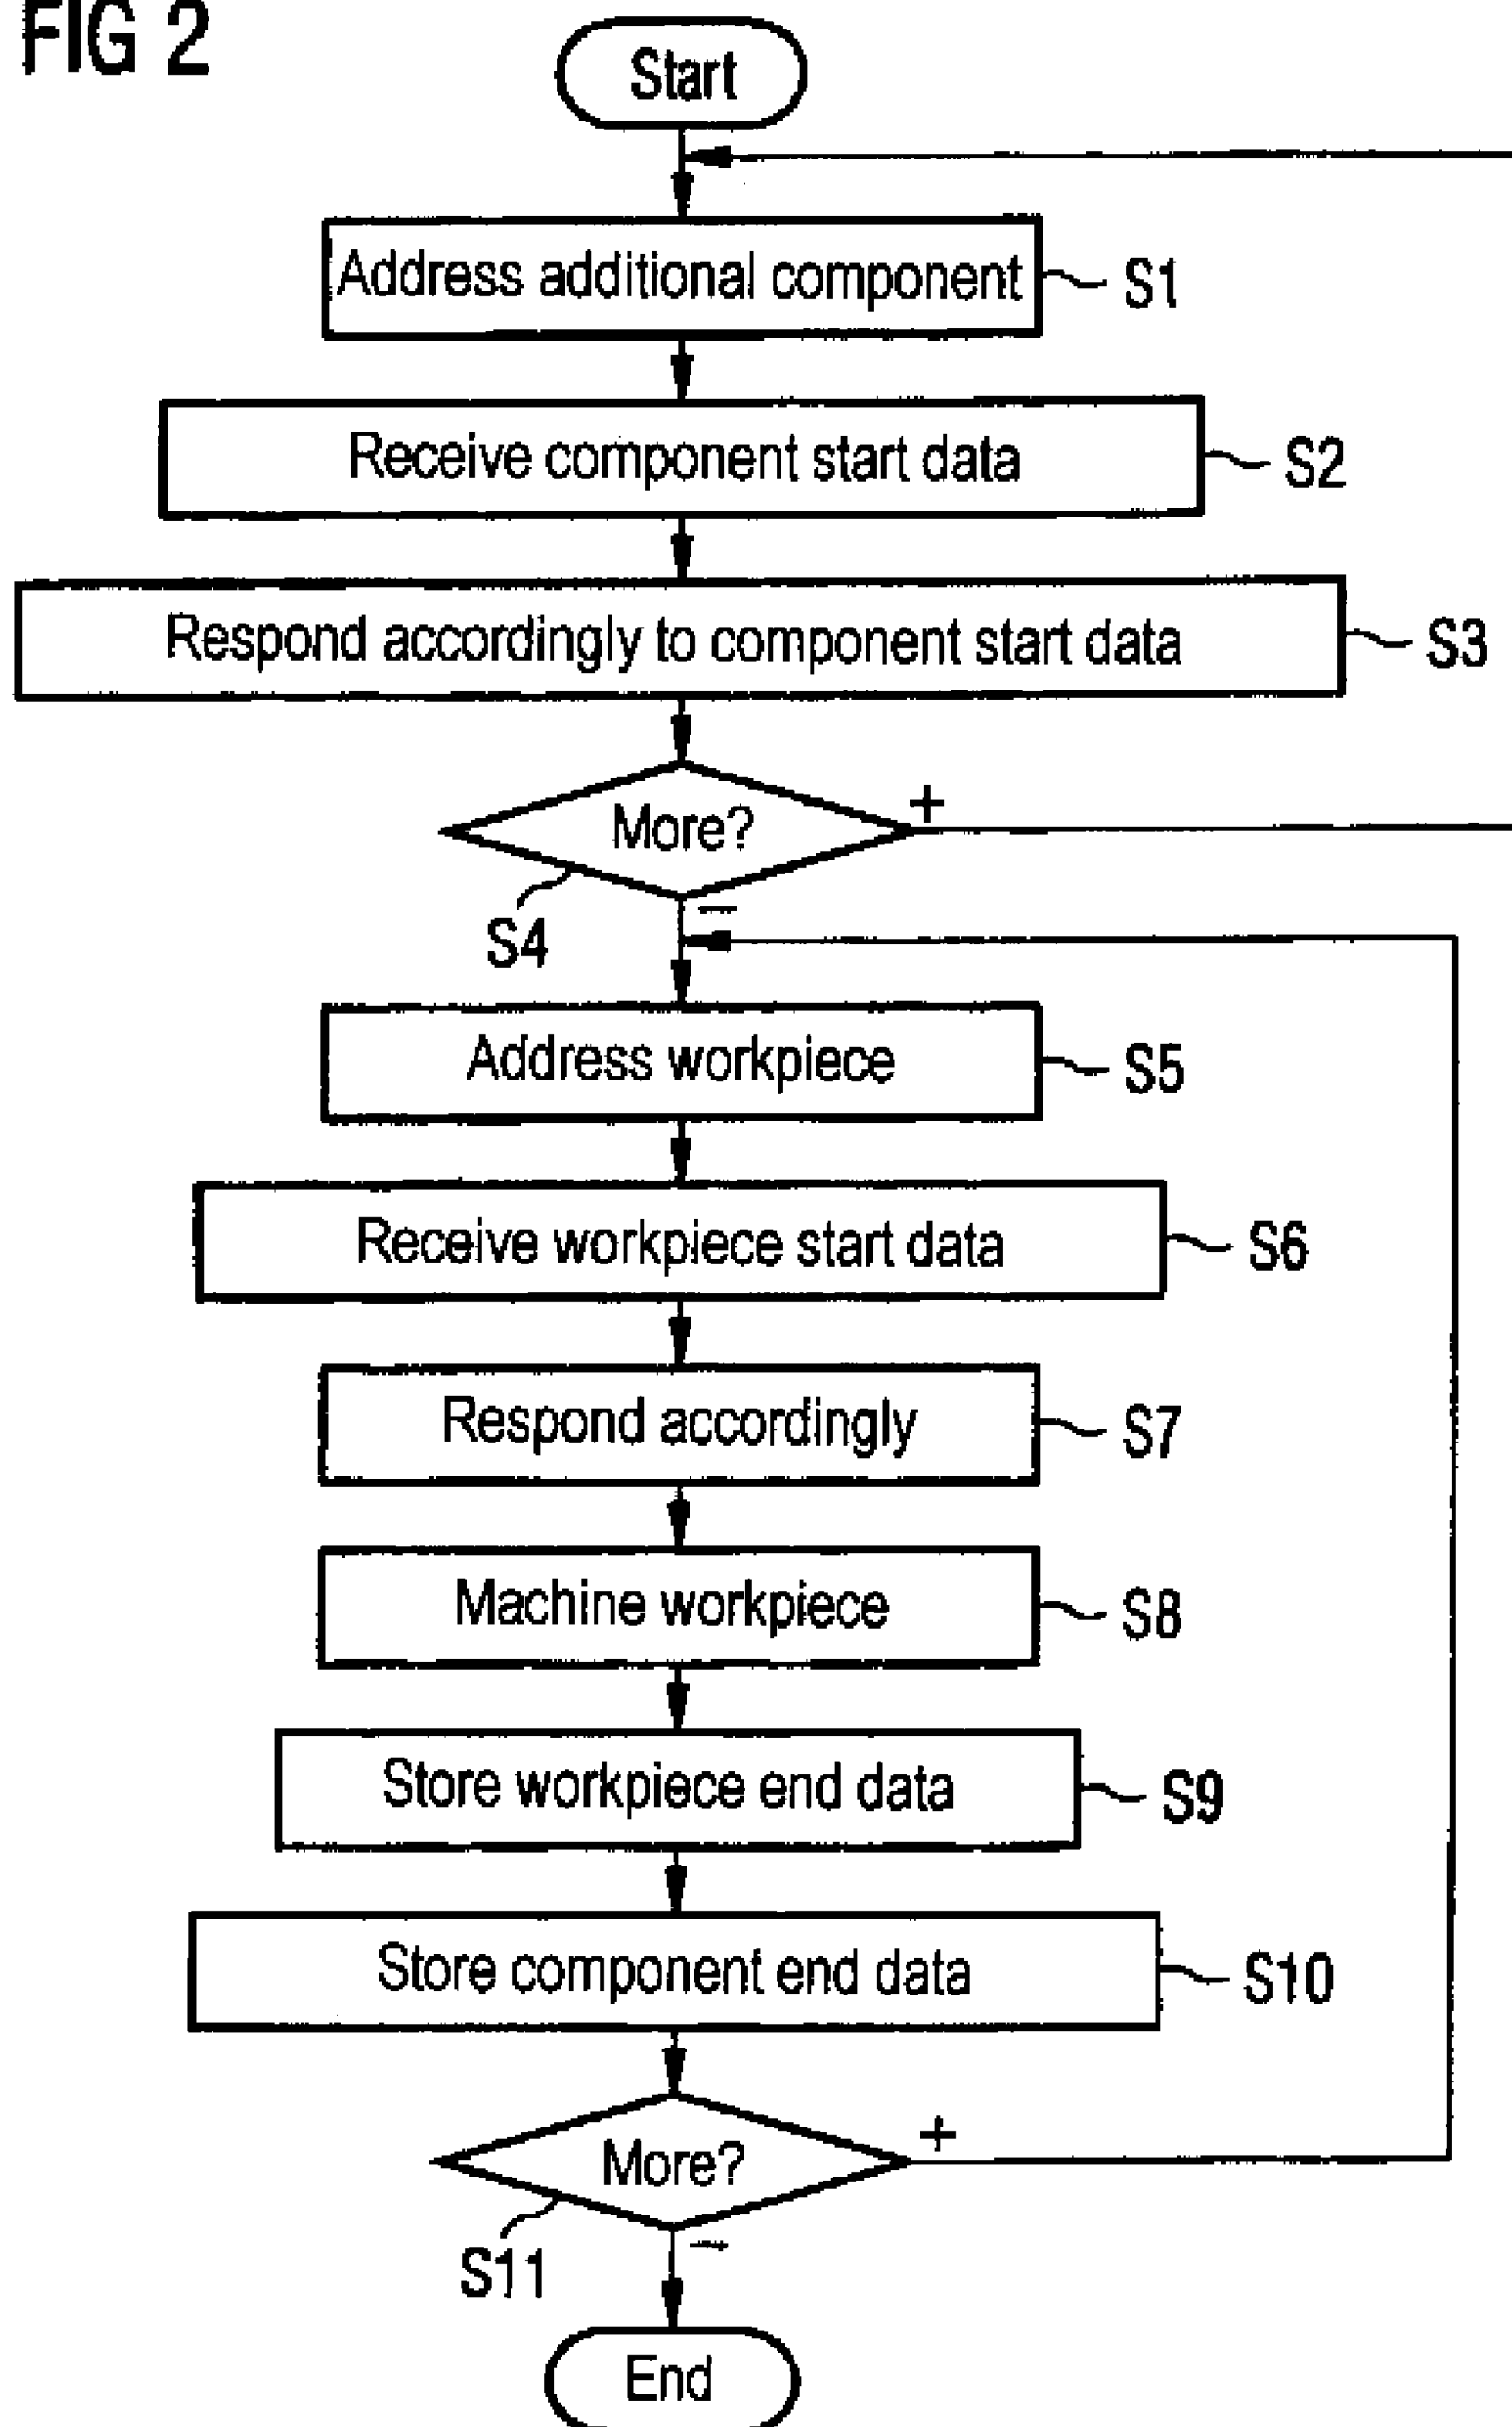 FIG 2
Start
Address additional component
S1
Receive component start data
S2
Respond accordingly to component start data
S3
More?
+
S4
–
Address workpiece
S5
Receive workpiece start data
S6
Respond accordingly
S7
Machine workpiece
S8
Store workpiece end data
S9
Store component end data
S10
More?
+
S11
–
End